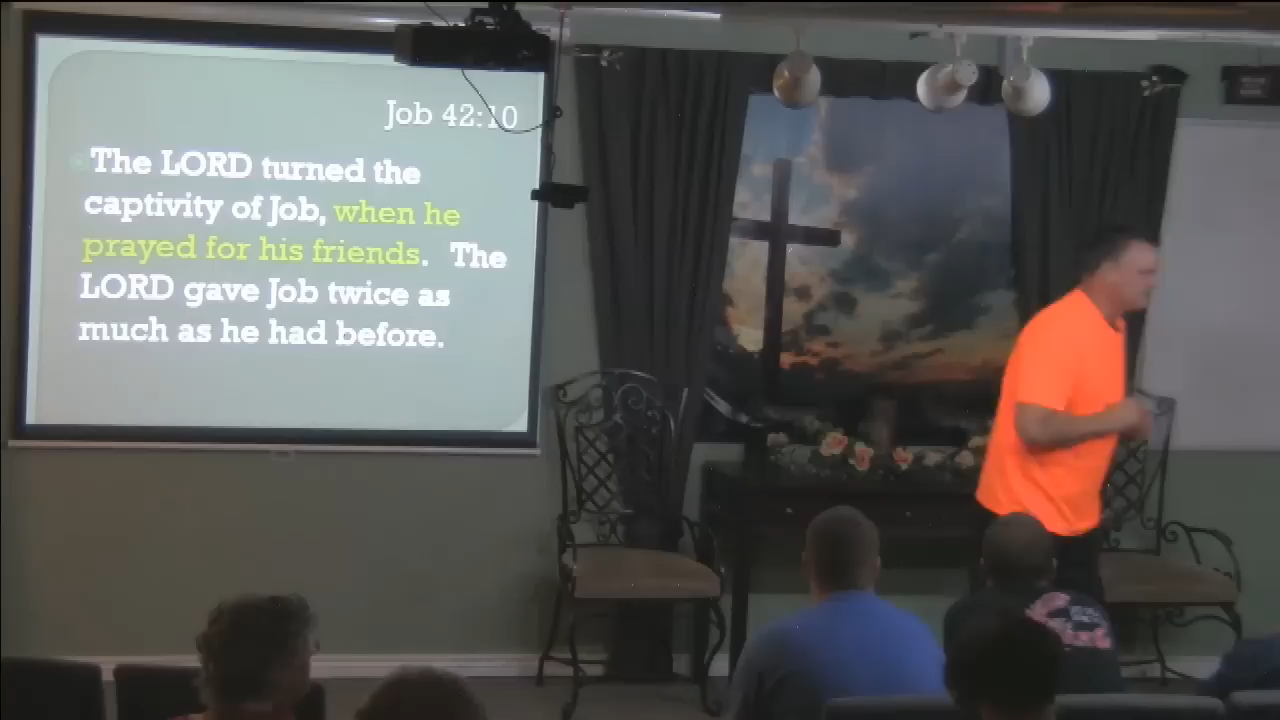 Job 42:10
The LORD turned the
captivity of Job, when he
prayed for his friends. The
LORD gave Job twice as
much as he had before.